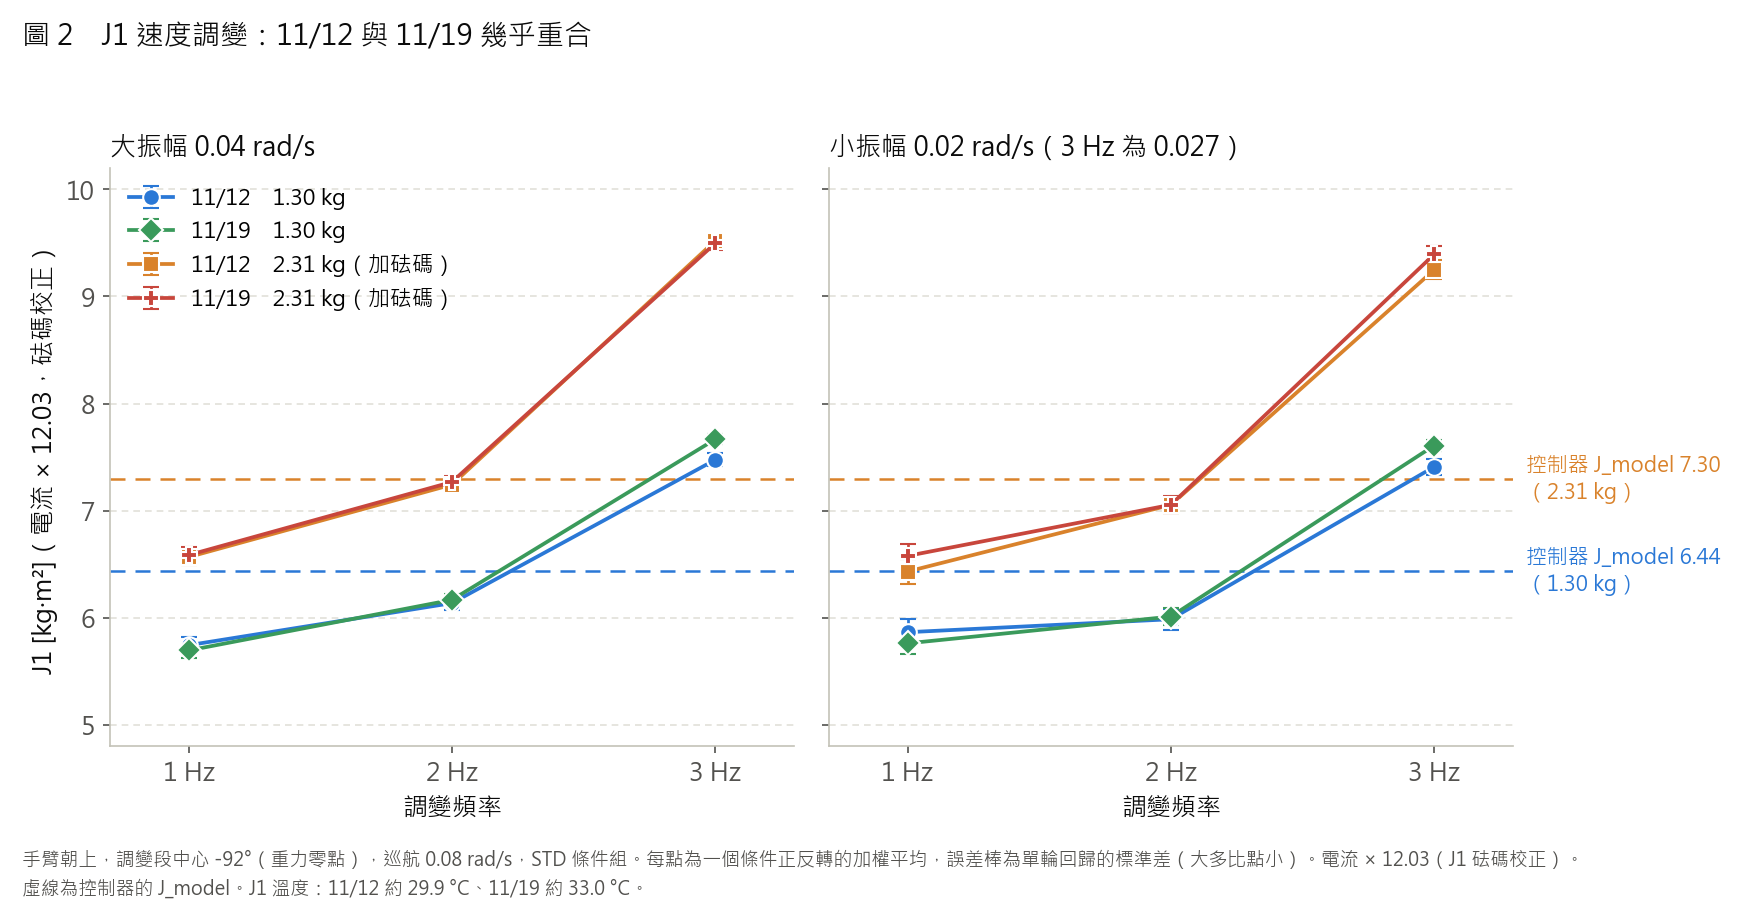 圖 2　J1 速度調變：11/12 與 11/19 幾乎重合
大振幅 0.04 rad/s
小振幅 0.02 rad/s（3 Hz 為 0.027）
11/12　1.30 kg
11/19　1.30 kg
11/12　2.31 kg（加砝碼）
11/19　2.31 kg（加砝碼）
J1 [kg·m²]（電流 × 12.03，砝碼校正）
10
9
8
7
6
5
控制器 J_model 7.30
（2.31 kg）
控制器 J_model 6.44
（1.30 kg）
1 Hz
2 Hz
3 Hz
1 Hz
2 Hz
3 Hz
調變頻率
調變頻率
手臂朝上，調變段中心 -92°（重力零點），巡航 0.08 rad/s，STD 條件組。每點為一個條件正反轉的加權平均，誤差棒為單輪回歸的標準差（大多比點小）。電流 × 12.03（J1 砝碼校正）。
虛線為控制器的 J_model。J1 溫度：11/12 約 29.9 °C、11/19 約 33.0 °C。